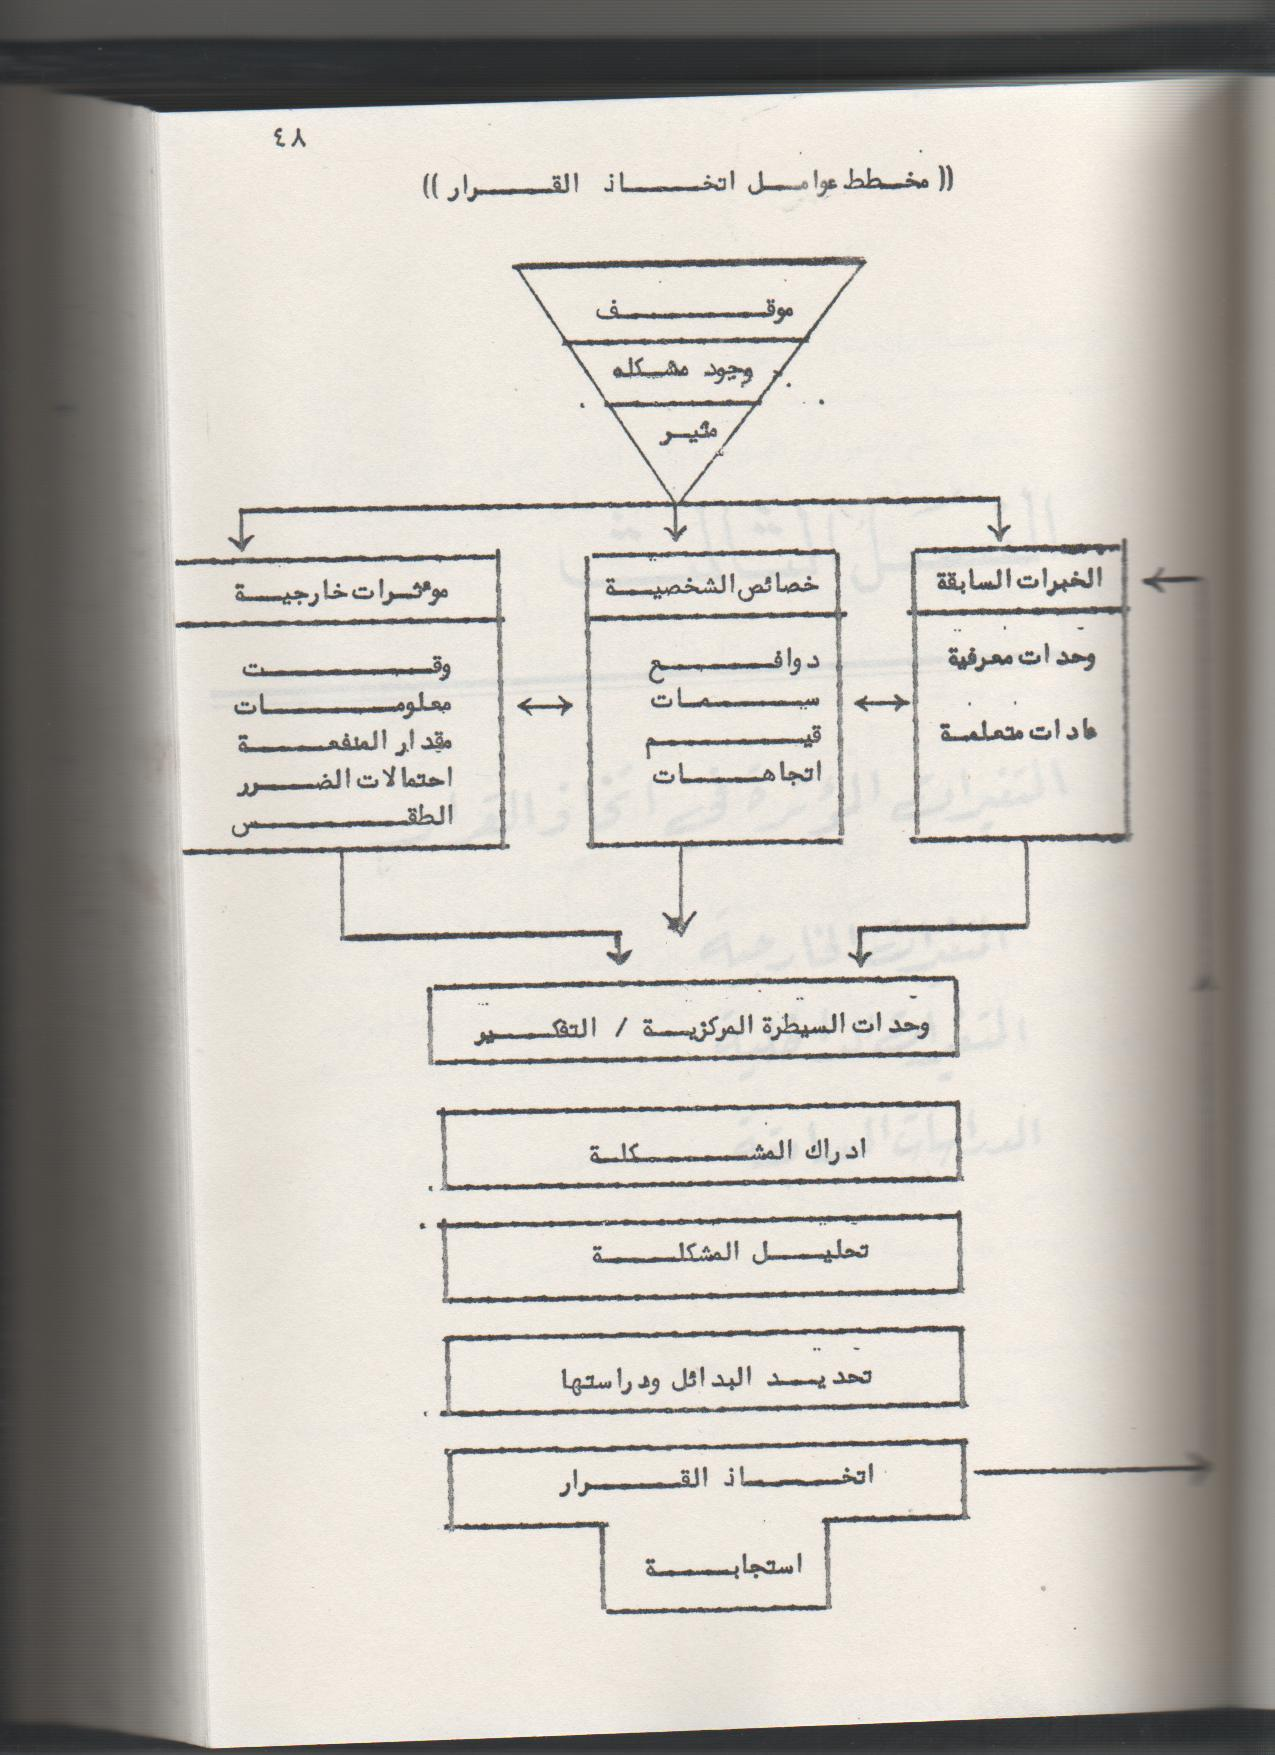 ٤٨
(( مخطط عوامل اتخاذ القرار ))
موقف
وجود مشكله
مثير
الخبرات السابقة
وحدات معرفية
عادات متعلمة
خصائص الشخصية
دوافع
سمات
قيم
اتجاهات
موءثرات خارجية
وقت
معلومات
مقدار المنفعة
احتمالات الضرر
الطقس
وحدات السيطرة المركزية / التفكير
ادراك المشكلة
تحليل المشكلة
تحديد البدائل ودراستها
اتخاذ القرار
استجابة